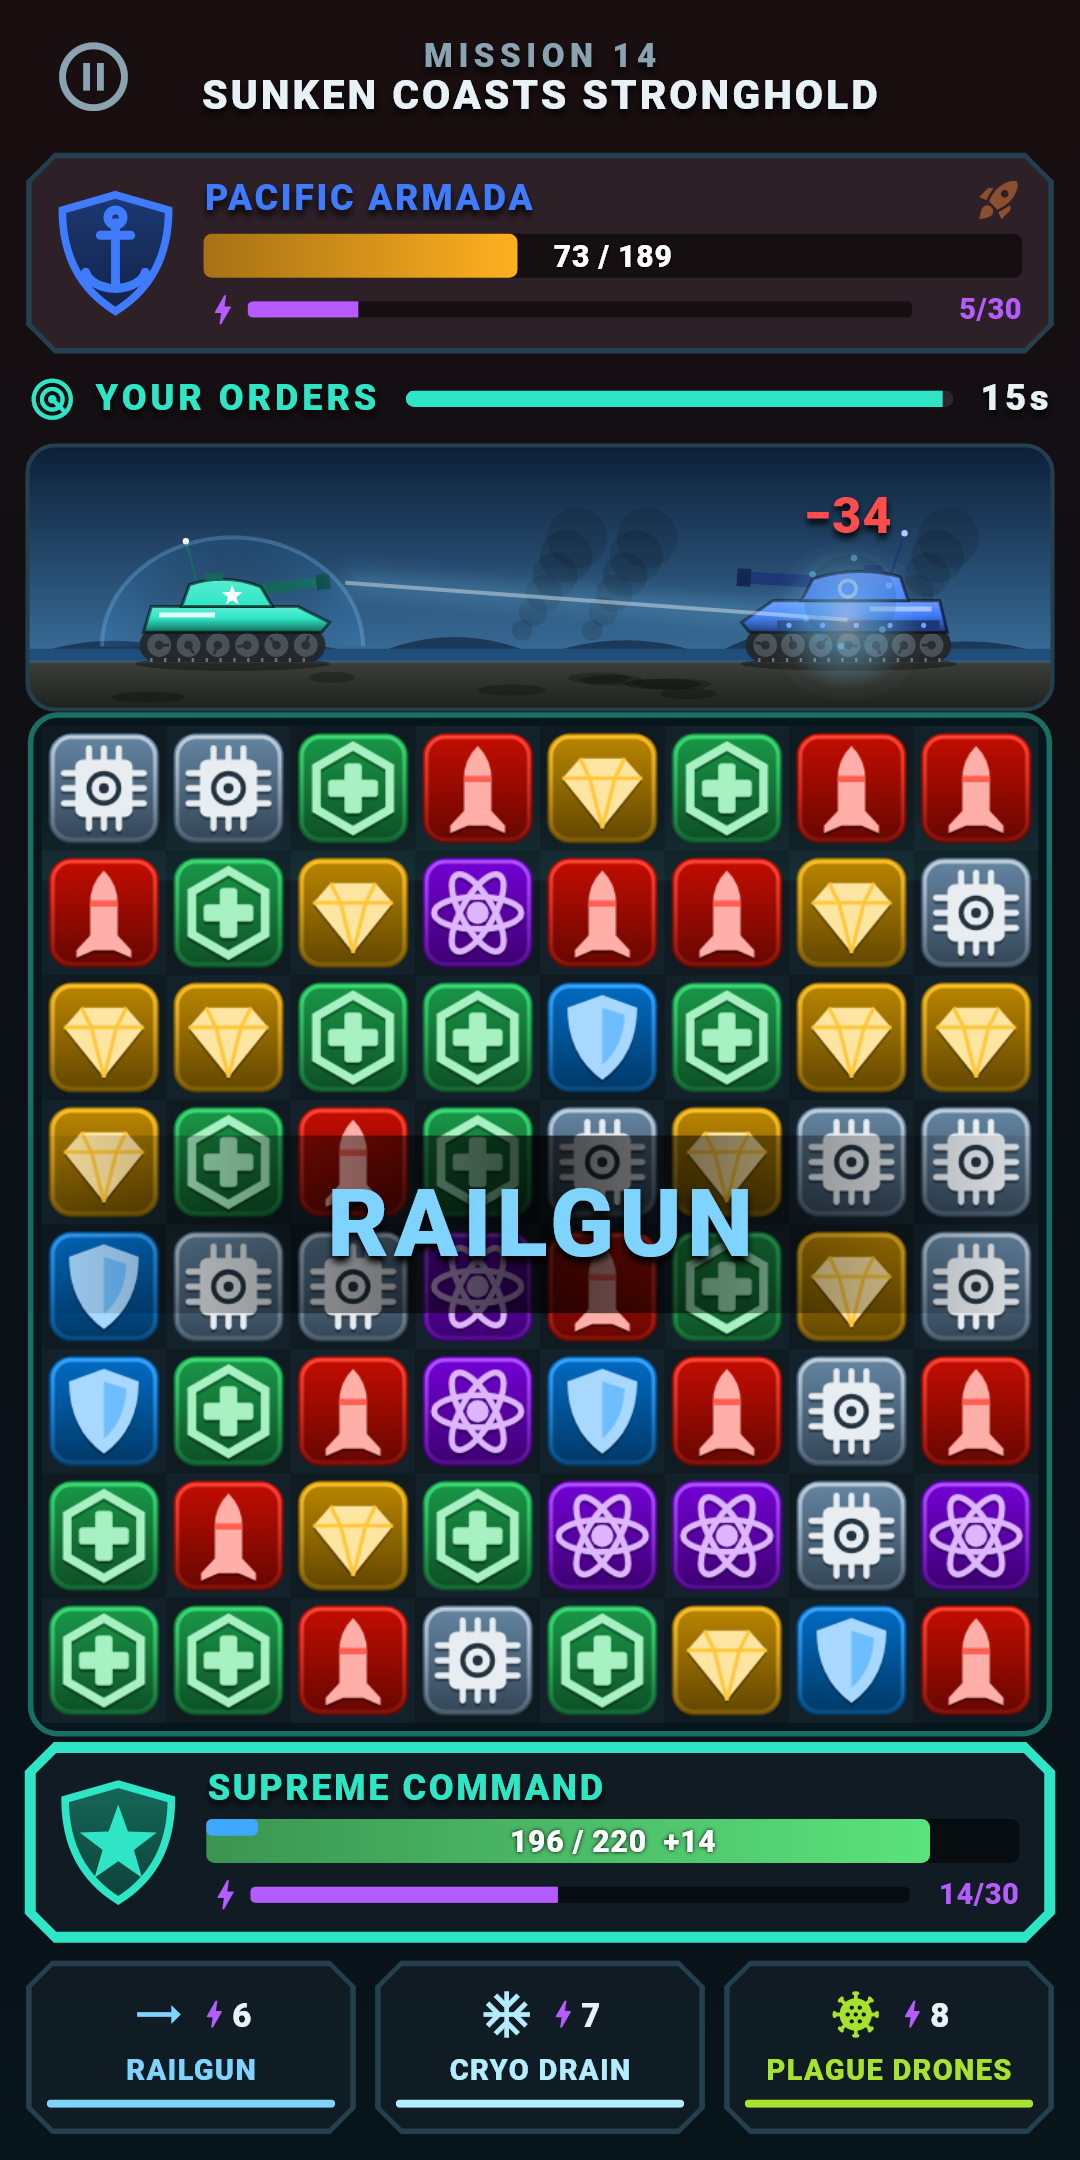 MISSION 14
SUNKEN COASTS STRONGHOLD
PACIFIC ARMADA
73 / 189
5/30
YOUR ORDERS
15s
-34
RAILGUN
SUPREME COMMAND
196 / 220 +14
14/30
6
RAILGUN
7
CRYO DRAIN
8
PLAGUE DRONES